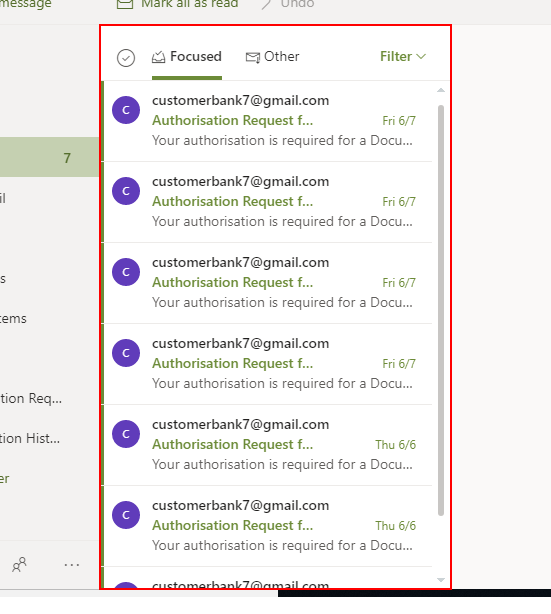 message
Mark all as read
Undo
Focused
Other
Filter
7
C
customerbank7@gmail.com
Authorisation Request f...
Fri 6/7
Your authorisation is required for a Docu...
C
customerbank7@gmail.com
Authorisation Request f...
Fri 6/7
Your authorisation is required for a Docu...
C
customerbank7@gmail.com
Authorisation Request f...
Fri 6/7
Your authorisation is required for a Docu...
C
customerbank7@gmail.com
Authorisation Request f...
Fri 6/7
Your authorisation is required for a Docu...
C
customerbank7@gmail.com
Authorisation Request f...
Thu 6/6
Your authorisation is required for a Docu...
C
customerbank7@gmail.com
Authorisation Request f...
Thu 6/6
Your authorisation is required for a Docu...
customerbank7@gmail.com
il
s
tems
tion Req...
tion Hist...
er
...